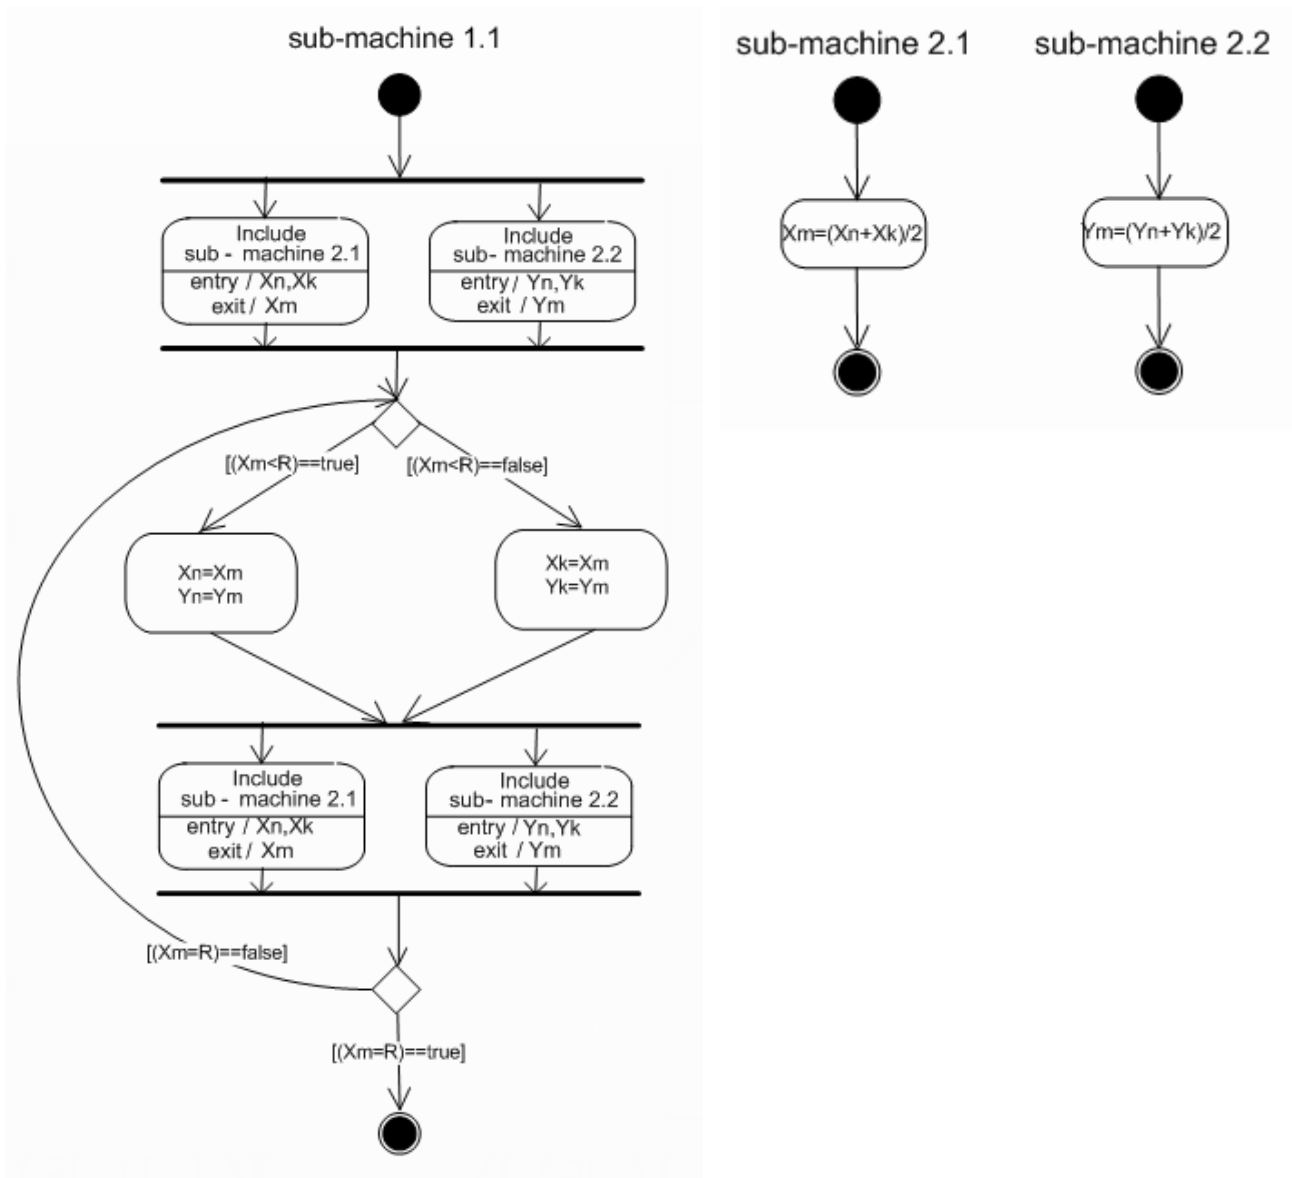 sub-machine 1.1
sub-machine 2.1
sub-machine 2.2
Include
sub - machine 2.1
entry / Xn,Xk
exit / Xm
Include
sub- machine 2.2
entry / Yn,Yk
exit / Ym
Xm=(Xn+Xk)/2
Ym=(Yn+Yk)/2
[(Xm<R)==true]
[(Xm<R)==false]
Xn=Xm
Yn=Ym
Xk=Xm
Yk=Ym
Include
sub - machine 2.1
entry / Xn,Xk
exit / Xm
Include
sub- machine 2.2
entry / Yn,Yk
exit / Ym
[(Xm=R)==false]
[(Xm=R)==true]